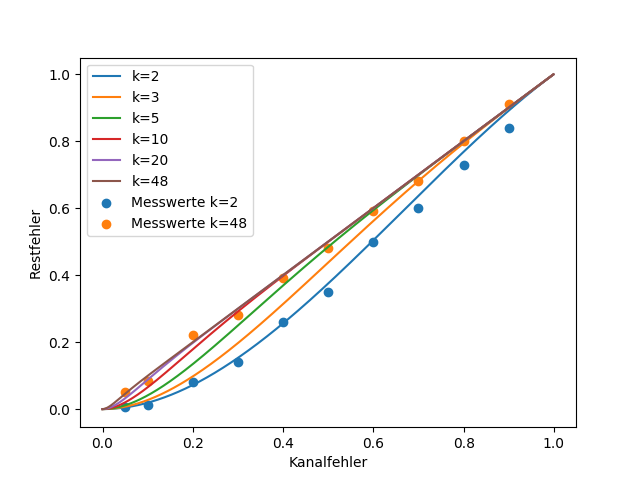 1.0
0.8
0.6
0.4
0.2
0.0
Restfehler
k=2
k=3
k=5
k=10
k=20
k=48
Messwerte k=2
Messwerte k=48
0.0 0.2 0.4 0.6 0.8 1.0
Kanalfehler